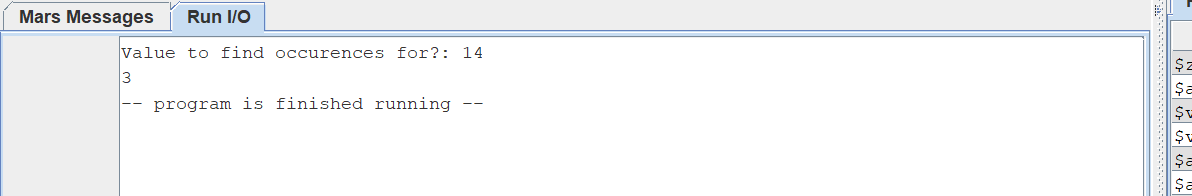 Mars Messages Run I/O
Value to find occurences for?: 14
3
-- program is finished running --